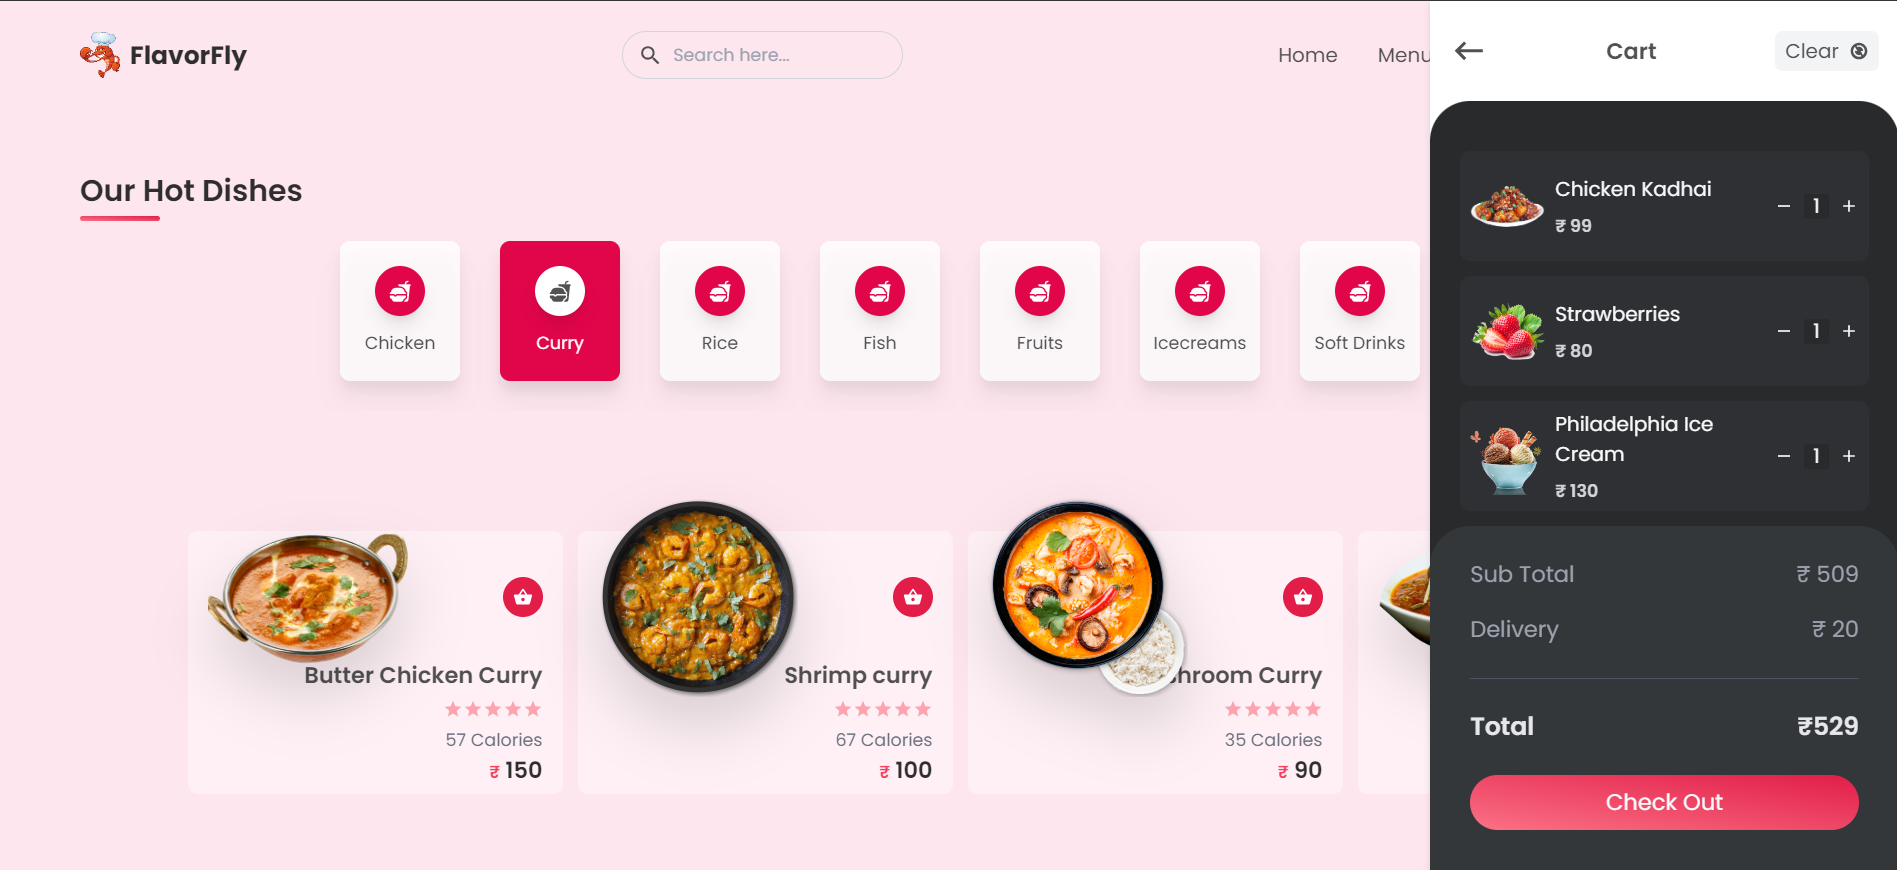 FlavorFly
Search here...
Home
Menu
Our Hot Dishes
Chicken
Curry
Rice
Fish
Fruits
Icecreams
Soft Drinks
Butter Chicken Curry
57 Calories
₹ 150
Shrimp curry
67 Calories
₹ 100
hroom Curry
35 Calories
₹ 90
Cart
Clear
Chicken Kadhai
₹ 99
− 1 +
Strawberries
₹ 80
− 1 +
Philadelphia Ice
Cream
₹ 130
− 1 +
Sub Total ₹ 509
Delivery ₹ 20
Total ₹529
Check Out